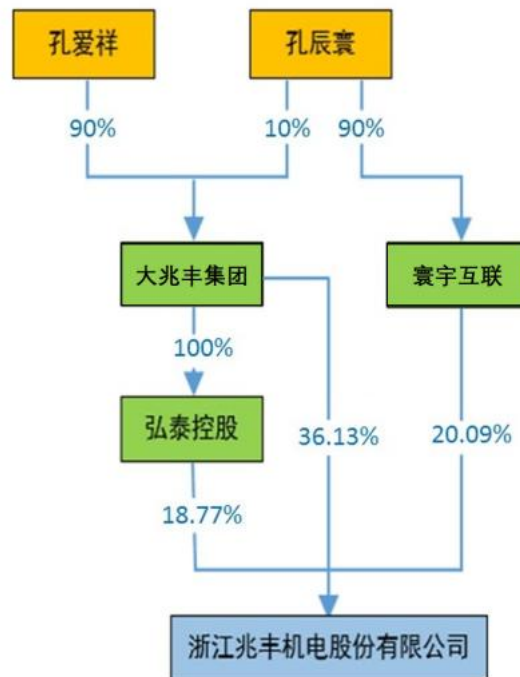 孔爱祥
孔辰寰
90%
10%
90%
大兆丰集团
寰宇互联
100%
弘泰控股
36.13%
20.09%
18.77%
浙江兆丰机电股份有限公司